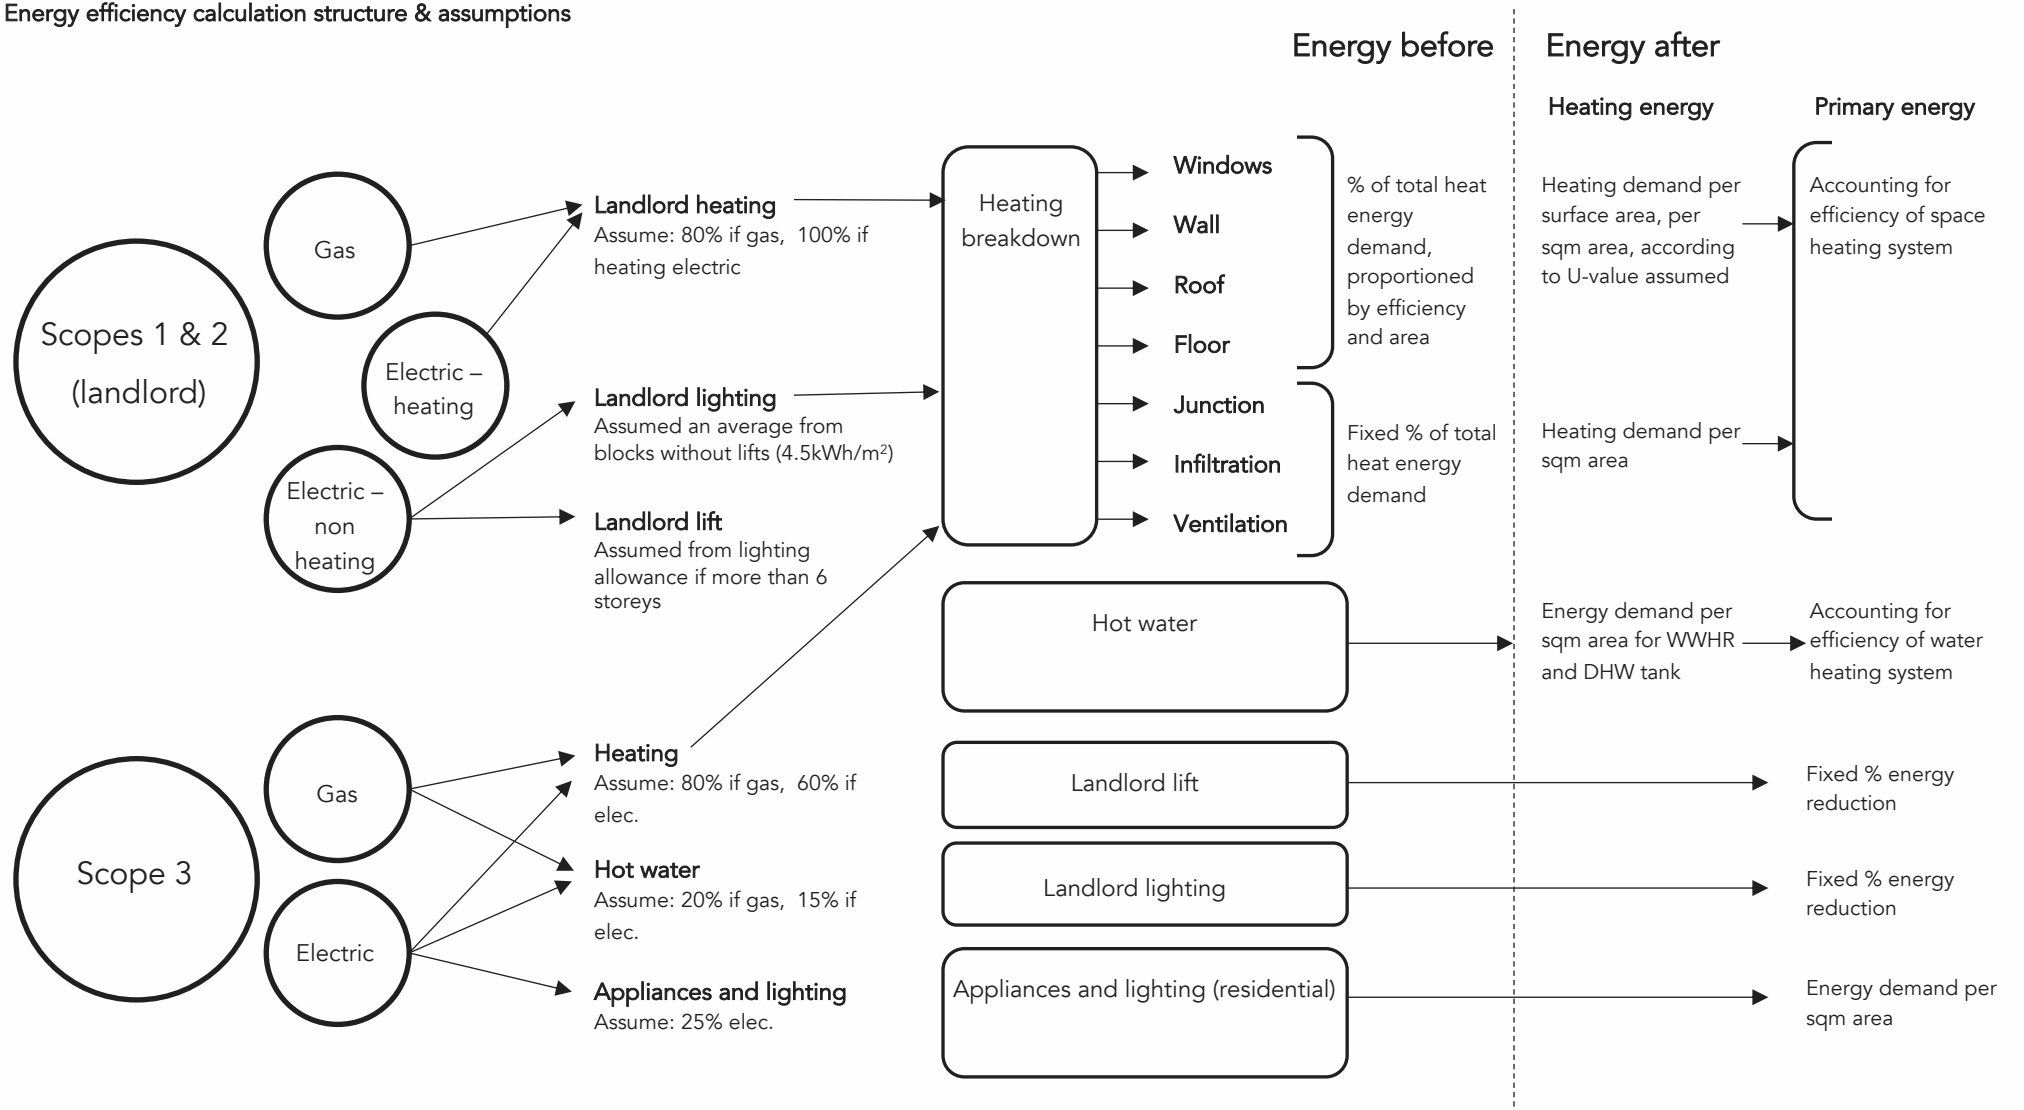 Energy efficiency calculation structure & assumptions
Energy before
Energy after
Heating energy
Primary energy
Scopes 1 & 2
(landlord)
Gas
Electric –
heating
Electric –
non
heating
Landlord heating
Assume: 80% if gas, 100% if
heating electric
Landlord lighting
Assumed an average from
blocks without lifts (4.5kWh/m²)
Landlord lift
Assumed from lighting
allowance if more than 6
storeys
Heating
breakdown
Windows
Wall
Roof
Floor
Junction
Infiltration
Ventilation
% of total heat
energy
demand,
proportioned
by efficiency
and area
Fixed % of total
heat energy
demand
Heating demand per
surface area, per
sqm area, according
to U-value assumed
Heating demand per
sqm area
Accounting for
efficiency of space
heating system
Hot water
Energy demand per
sqm area for WWHR
and DHW tank
Accounting for
efficiency of water
heating system
Scope 3
Gas
Electric
Heating
Assume: 80% if gas, 60% if
elec.
Hot water
Assume: 20% if gas, 15% if
elec.
Appliances and lighting
Assume: 25% elec.
Landlord lift
Fixed % energy
reduction
Landlord lighting
Fixed % energy
reduction
Appliances and lighting (residential)
Energy demand per
sqm area